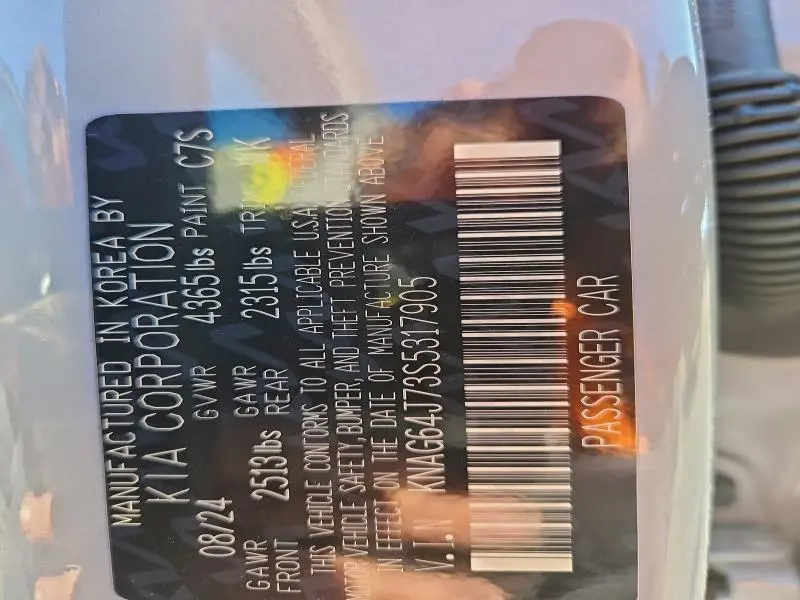 MANUFACTURED IN KOREA BY
KIA CORPORATION
08/24 GVWR 4365lbs PAINT C7S
GAWR FRONT 2513lbs GAWR REAR 2315lbs WK
THIS VEHICLE CONFORMS TO ALL APPLICABLE U.S.A. FEDERAL
MOTOR VEHICLE SAFETY, BUMPER, AND THEFT PREVENTION STANDARDS
IN EFFECT ON THE DATE OF MANUFACTURE SHOWN ABOVE
V.I.N KNAG64J73S5317905
PASSENGER CAR